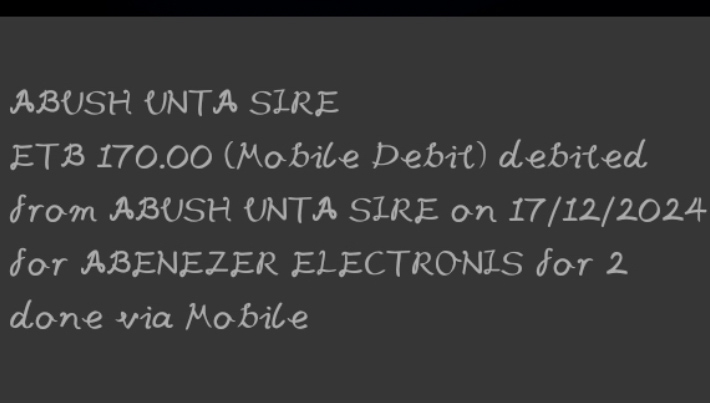 ABUSH UNTA SIRE
ETB 170.00 (Mobile Debit) debited
from ABUSH UNTA SIRE on 17/12/2024
for ABENEZER ELECTRONIS for 2
done via Mobile